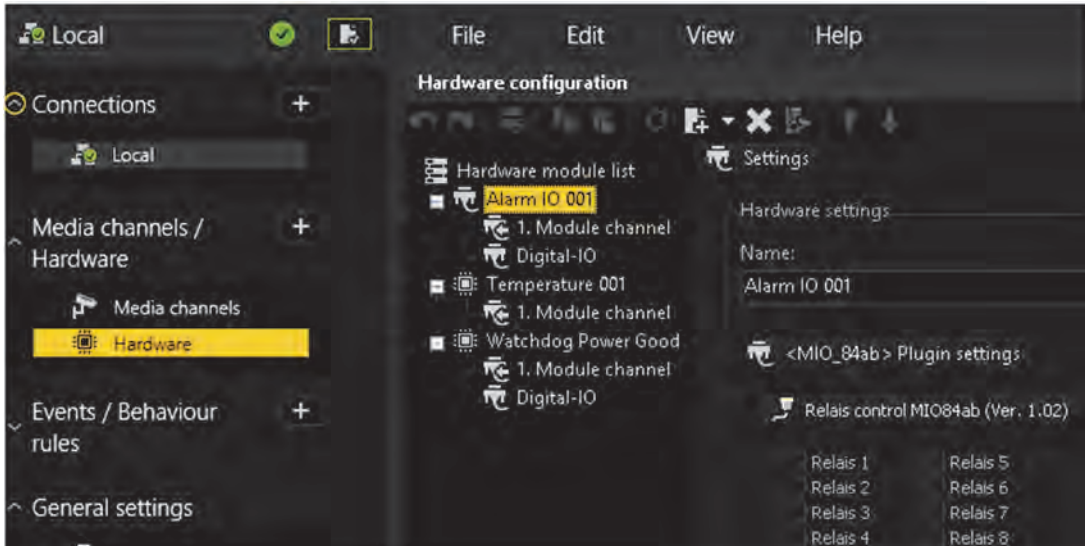 Local
File Edit View Help
Hardware configuration
Connections +
Local
Media channels /
Hardware
+
Media channels
Hardware
Events / Behaviour
rules
+
General settings
Hardware module list
Alarm IO 001
1. Module channel
Digital-IO
Temperature 001
1. Module channel
Watchdog Power Good
1. Module channel
Digital-IO
Settings
Hardware settings
Name:
Alarm IO 001
<MIO_84ab> Plugin settings
Relais control MIO84ab (Ver. 1.02)
Relais 1 Relais 5
Relais 2 Relais 6
Relais 3 Relais 7
Relais 4 Relais 8